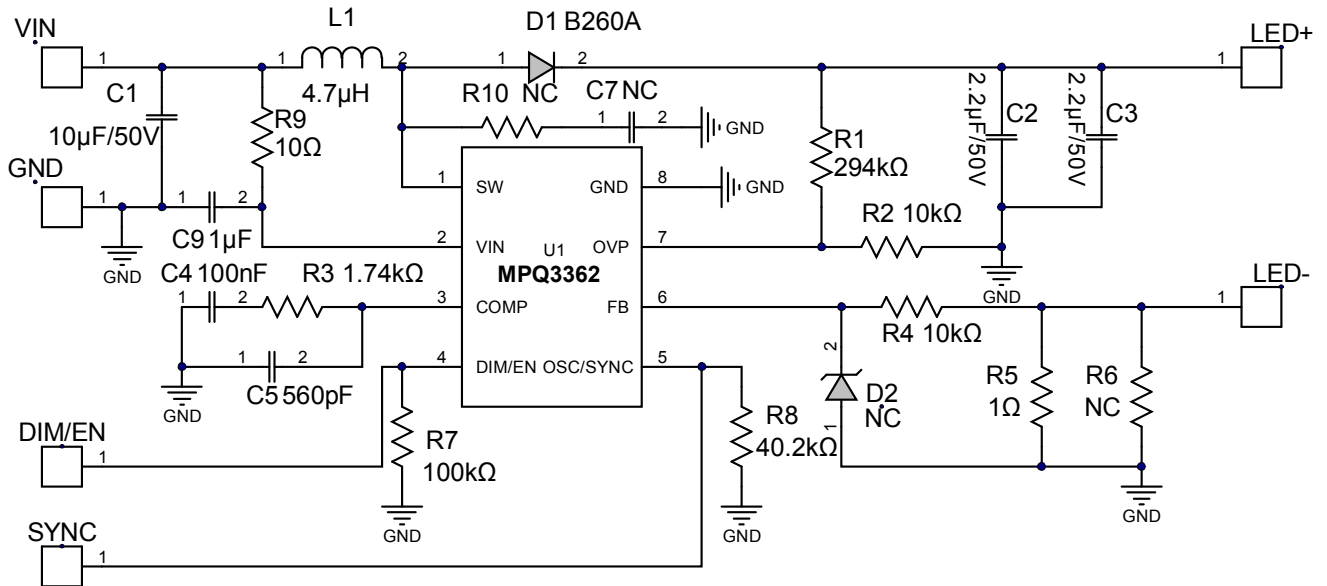 VIN
L1
D1 B260A
LED+
1
1
2
1
2
1
4.7μH
C1
10μF/50V
R9
10Ω
R10 NC
C7 NC
1
2
GND
R1
294kΩ
2.2μF/50V
C2
2.2μF/50V
C3
GND
1
1
2
C9 1μF
GND
1
SW
GND
8
GND
2
VIN
U1
OVP
7
MPQ3362
R2 10kΩ
GND
C4 100nF
R3 1.74kΩ
1
2
3
COMP
FB
6
R4 10kΩ
LED-
1
1
2
C5 560pF
GND
4
DIM/EN
OSC/SYNC
5
2
D2
NC
1
R5
1Ω
R6
NC
GND
DIM/EN
1
R7
100kΩ
GND
R8
40.2kΩ
GND
SYNC
1